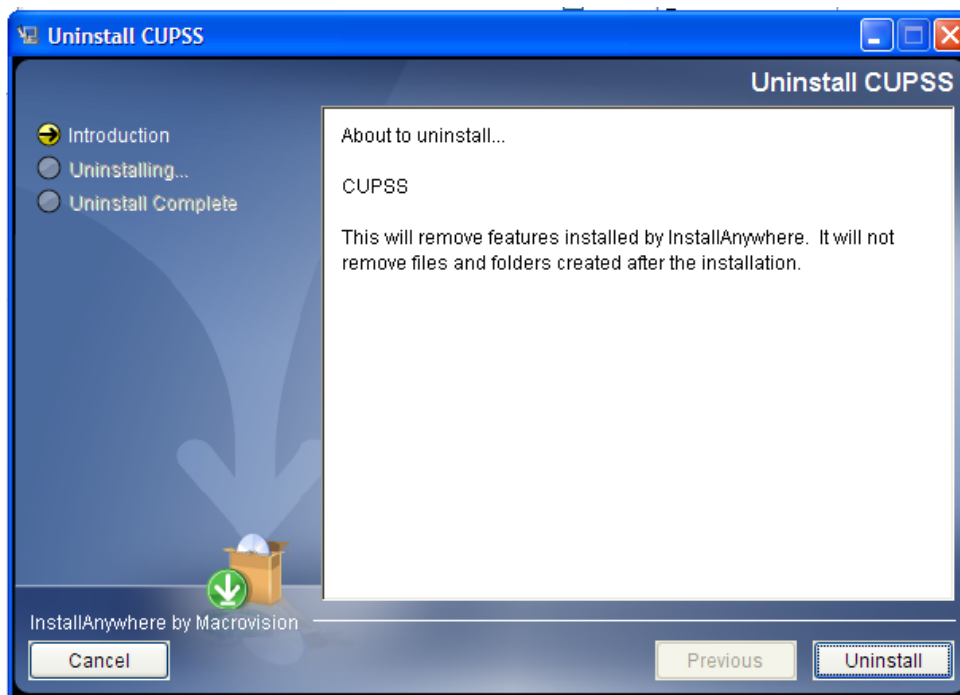 Uninstall CUPSS
Uninstall CUPSS
Introduction
Uninstalling...
Uninstall Complete
About to uninstall...
CUPSS
This will remove features installed by InstallAnywhere.  It will not
remove files and folders created after the installation.
InstallAnywhere by Macrovision
Cancel
Previous
Uninstall